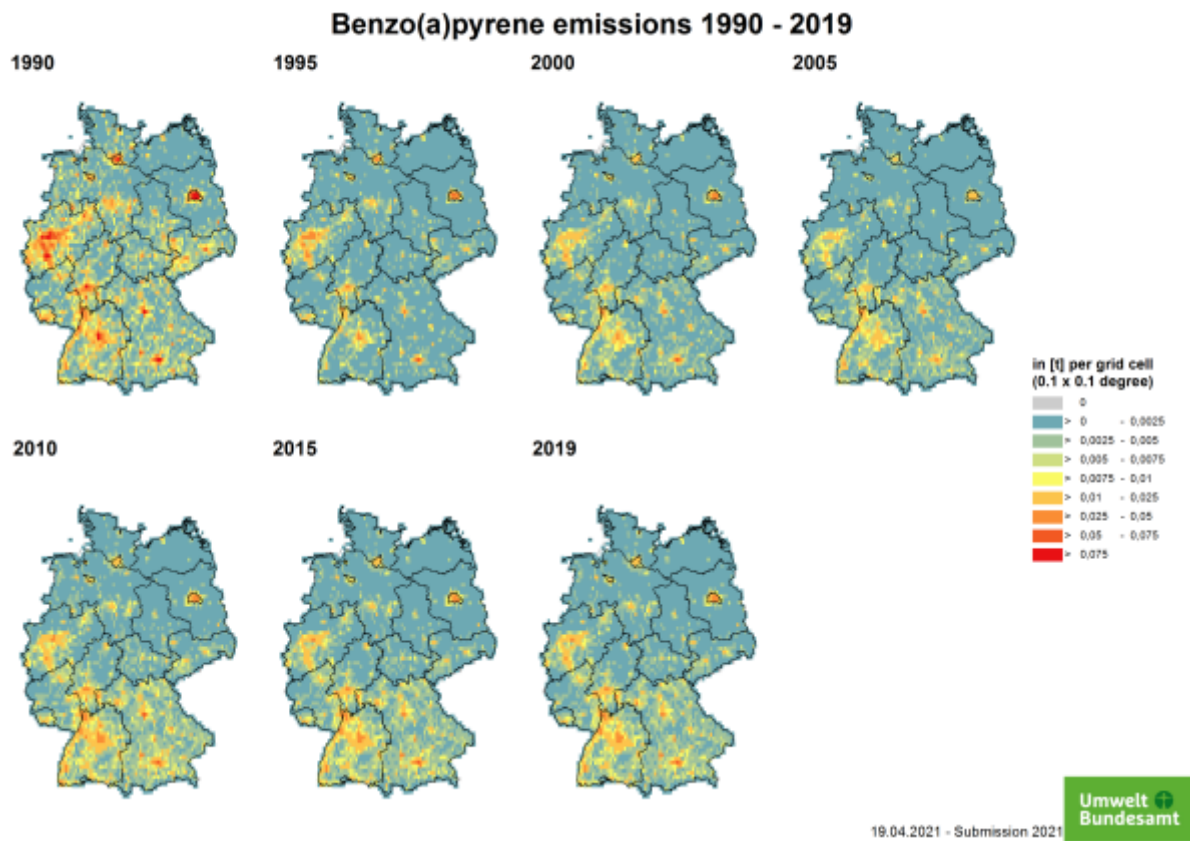 Benzo(a)pyrene emissions 1990 - 2019
1990
1995
2000
2005
in [t] per grid cell
(0.1 x 0.1 degree)
0
> 0 - 0,0025
> 0,0025 - 0,005
> 0,005 - 0,0075
> 0,0075 - 0,01
> 0,01 - 0,025
> 0,025 - 0,05
> 0,05 - 0,075
> 0,075
2010
2015
2019
Umwelt
Bundesamt
19.04.2021 - Submission 2021